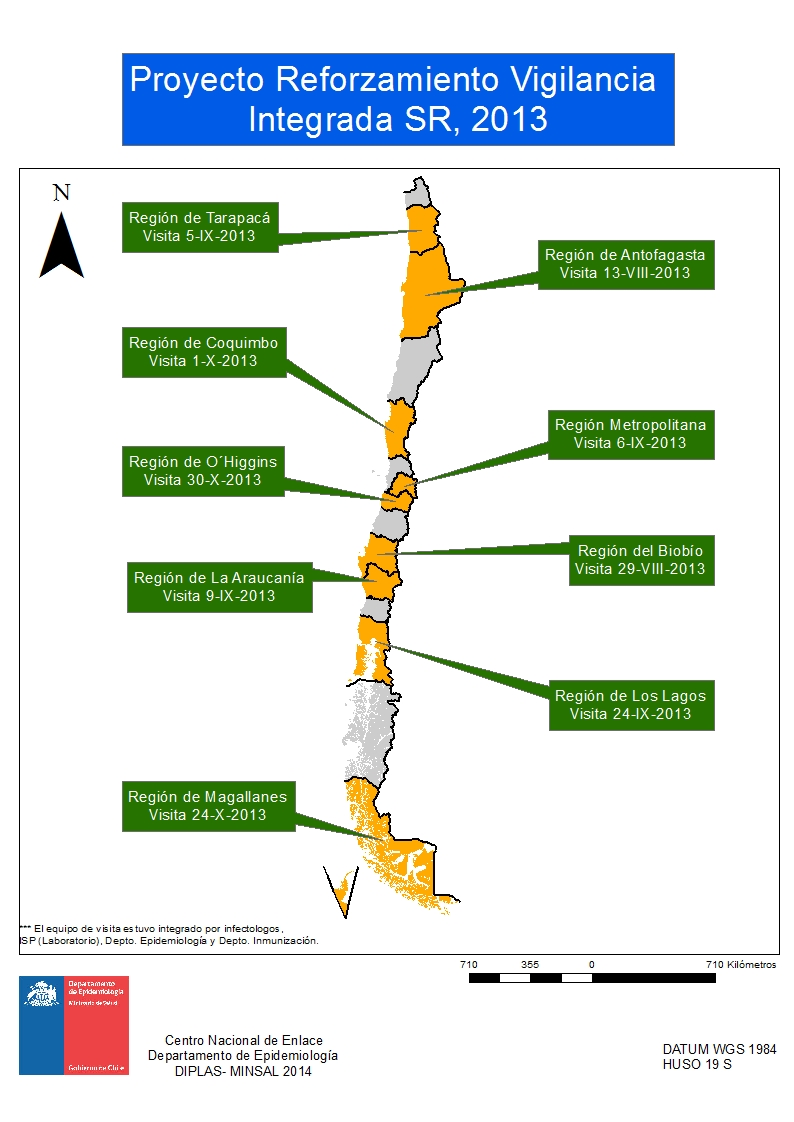 Proyecto Reforzamiento Vigilancia
Integrada SR, 2013
N
Región de Tarapacá
Visita 5-IX-2013
Región de Antofagasta
Visita 13-VIII-2013
Región de Coquimbo
Visita 1-X-2013
Región Metropolitana
Visita 6-IX-2013
Región de O´Higgins
Visita 30-X-2013
Región del Biobío
Visita 29-VIII-2013
Región de La Araucanía
Visita 9-IX-2013
Región de Los Lagos
Visita 24-IX-2013
Región de Magallanes
Visita 24-X-2013
*** El equipo de visita estuvo integrado por infectologos,
ISP (Laboratorio), Depto. Epidemiología y Depto. Inmunización.
710 355 0 710 Kilómetros
Departamento
de Epidemiología
Ministerio de Salud
Gobierno de Chile
Centro Nacional de Enlace
Departamento de Epidemiología
DIPLAS- MINSAL 2014
DATUM WGS 1984
HUSO 19 S